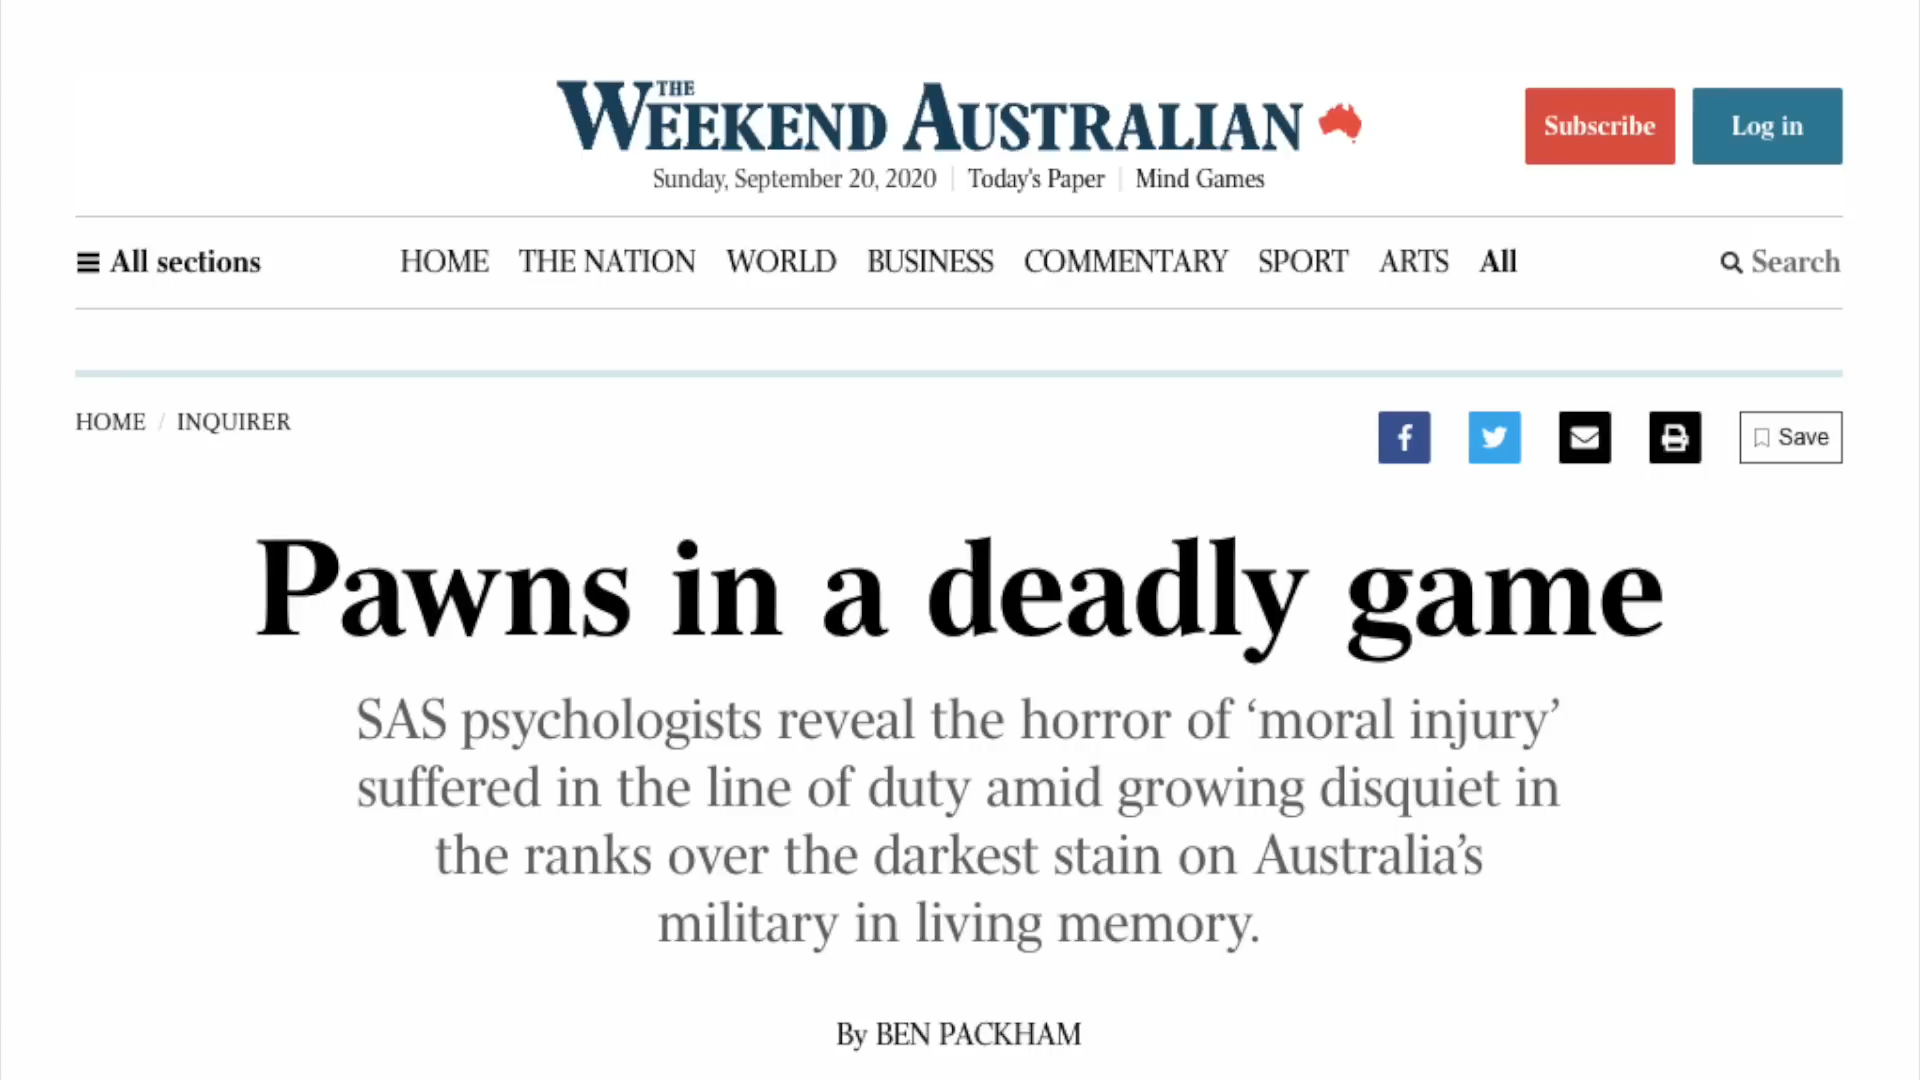 THE WEEKEND AUSTRALIAN
Subscribe
Log in
Sunday, September 20, 2020 | Today's Paper | Mind Games
All sections
HOME THE NATION WORLD BUSINESS COMMENTARY SPORT ARTS All
Search
HOME / INQUIRER
f
Save
Pawns in a deadly game
SAS psychologists reveal the horror of ‘moral injury’
suffered in the line of duty amid growing disquiet in
the ranks over the darkest stain on Australia’s
military in living memory.
By BEN PACKHAM